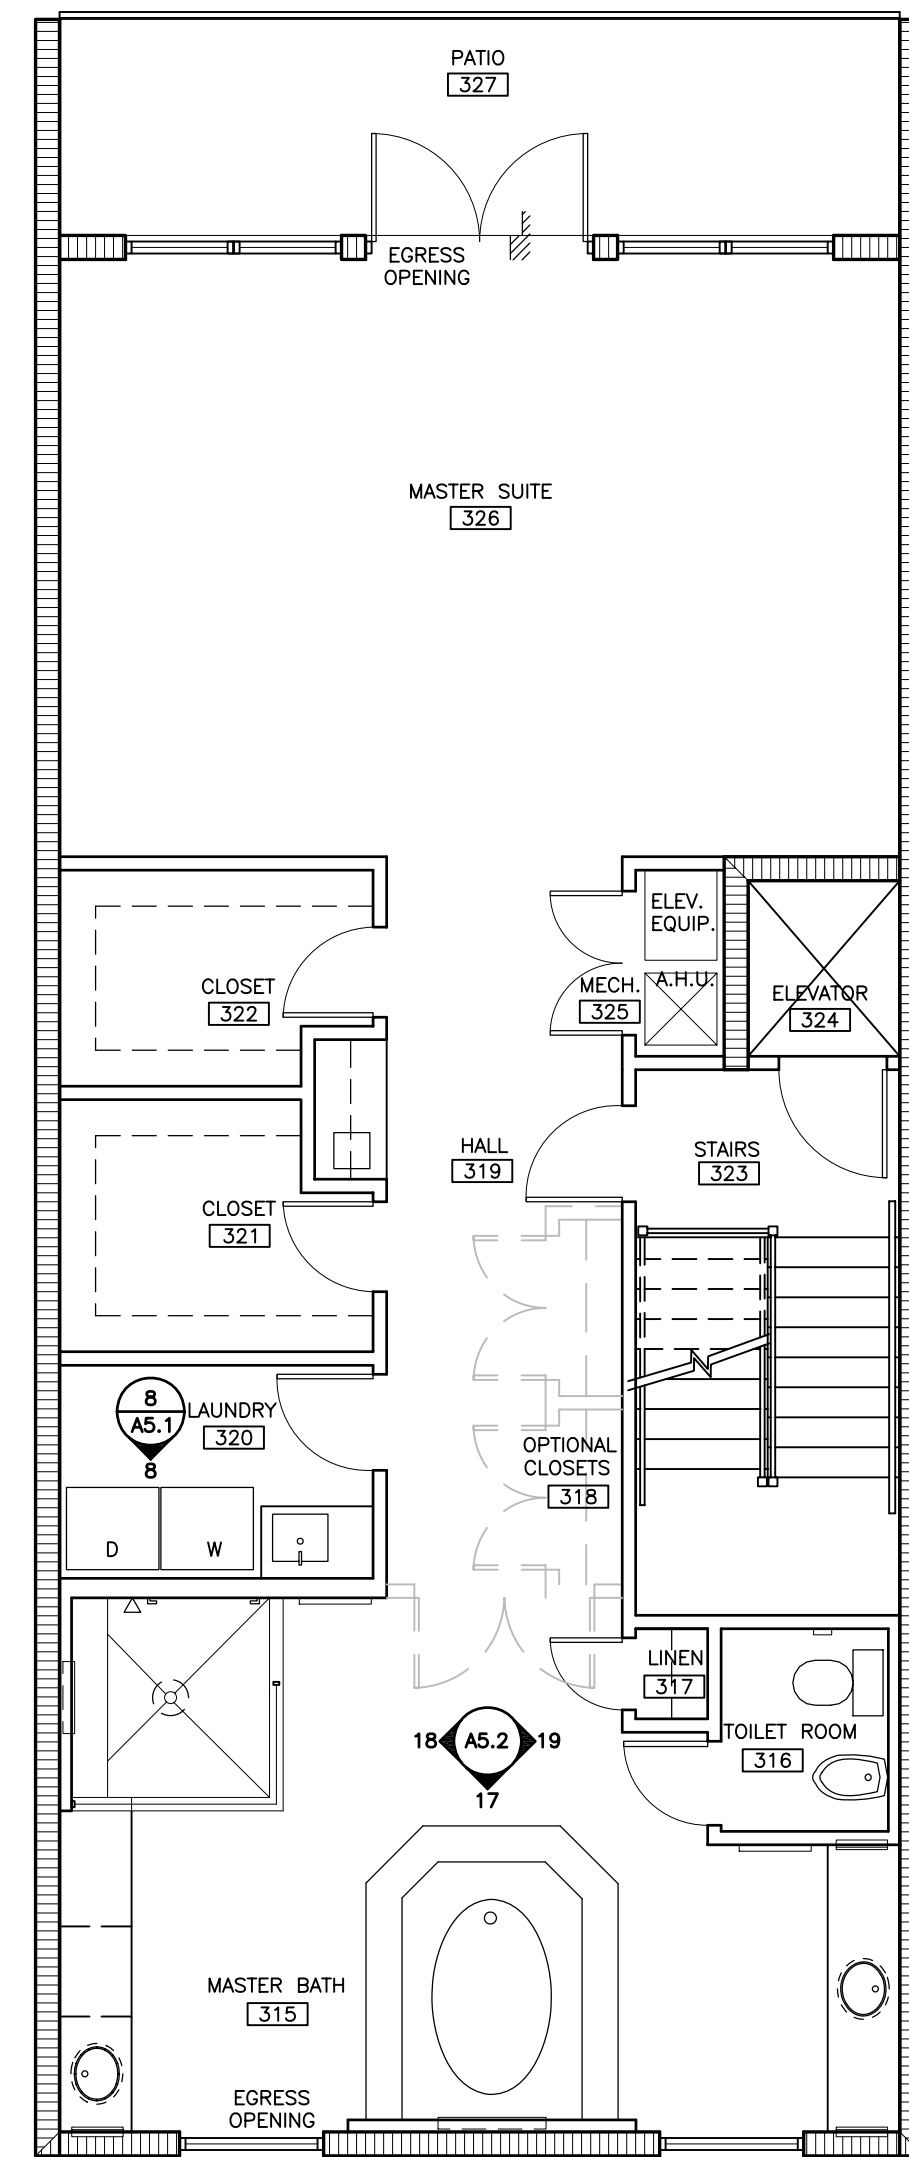 PATIO
327
EGRESS
OPENING
MASTER SUITE
326
ELEV.
EQUIP.
CLOSET
322
MECH.
325
A.H.U.
ELEVATOR
324
HALL
319
STAIRS
323
CLOSET
321
8
A5.1
8
LAUNDRY
320
OPTIONAL
CLOSETS
318
D
W
LINEN
317
TOILET ROOM
316
18 A5.2 19
17
MASTER BATH
315
EGRESS
OPENING